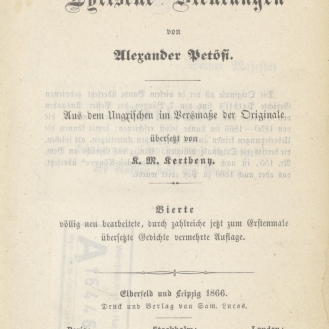 Lyrische Dichtungen
von
Alexander Petöfi.
Aus dem Ungrischen im Versmaße der Originale
übersetzt von
K. M. Kertbeny.
Vierte
völlig neu bearbeitete, durch zahlreiche jetzt zum Erstenmale
übersetzte Gedichte vermehrte Auflage.
Elberfeld und Leipzig 1866.
Druck und Verlag von Sam. Lucas.
Stockholm: London: